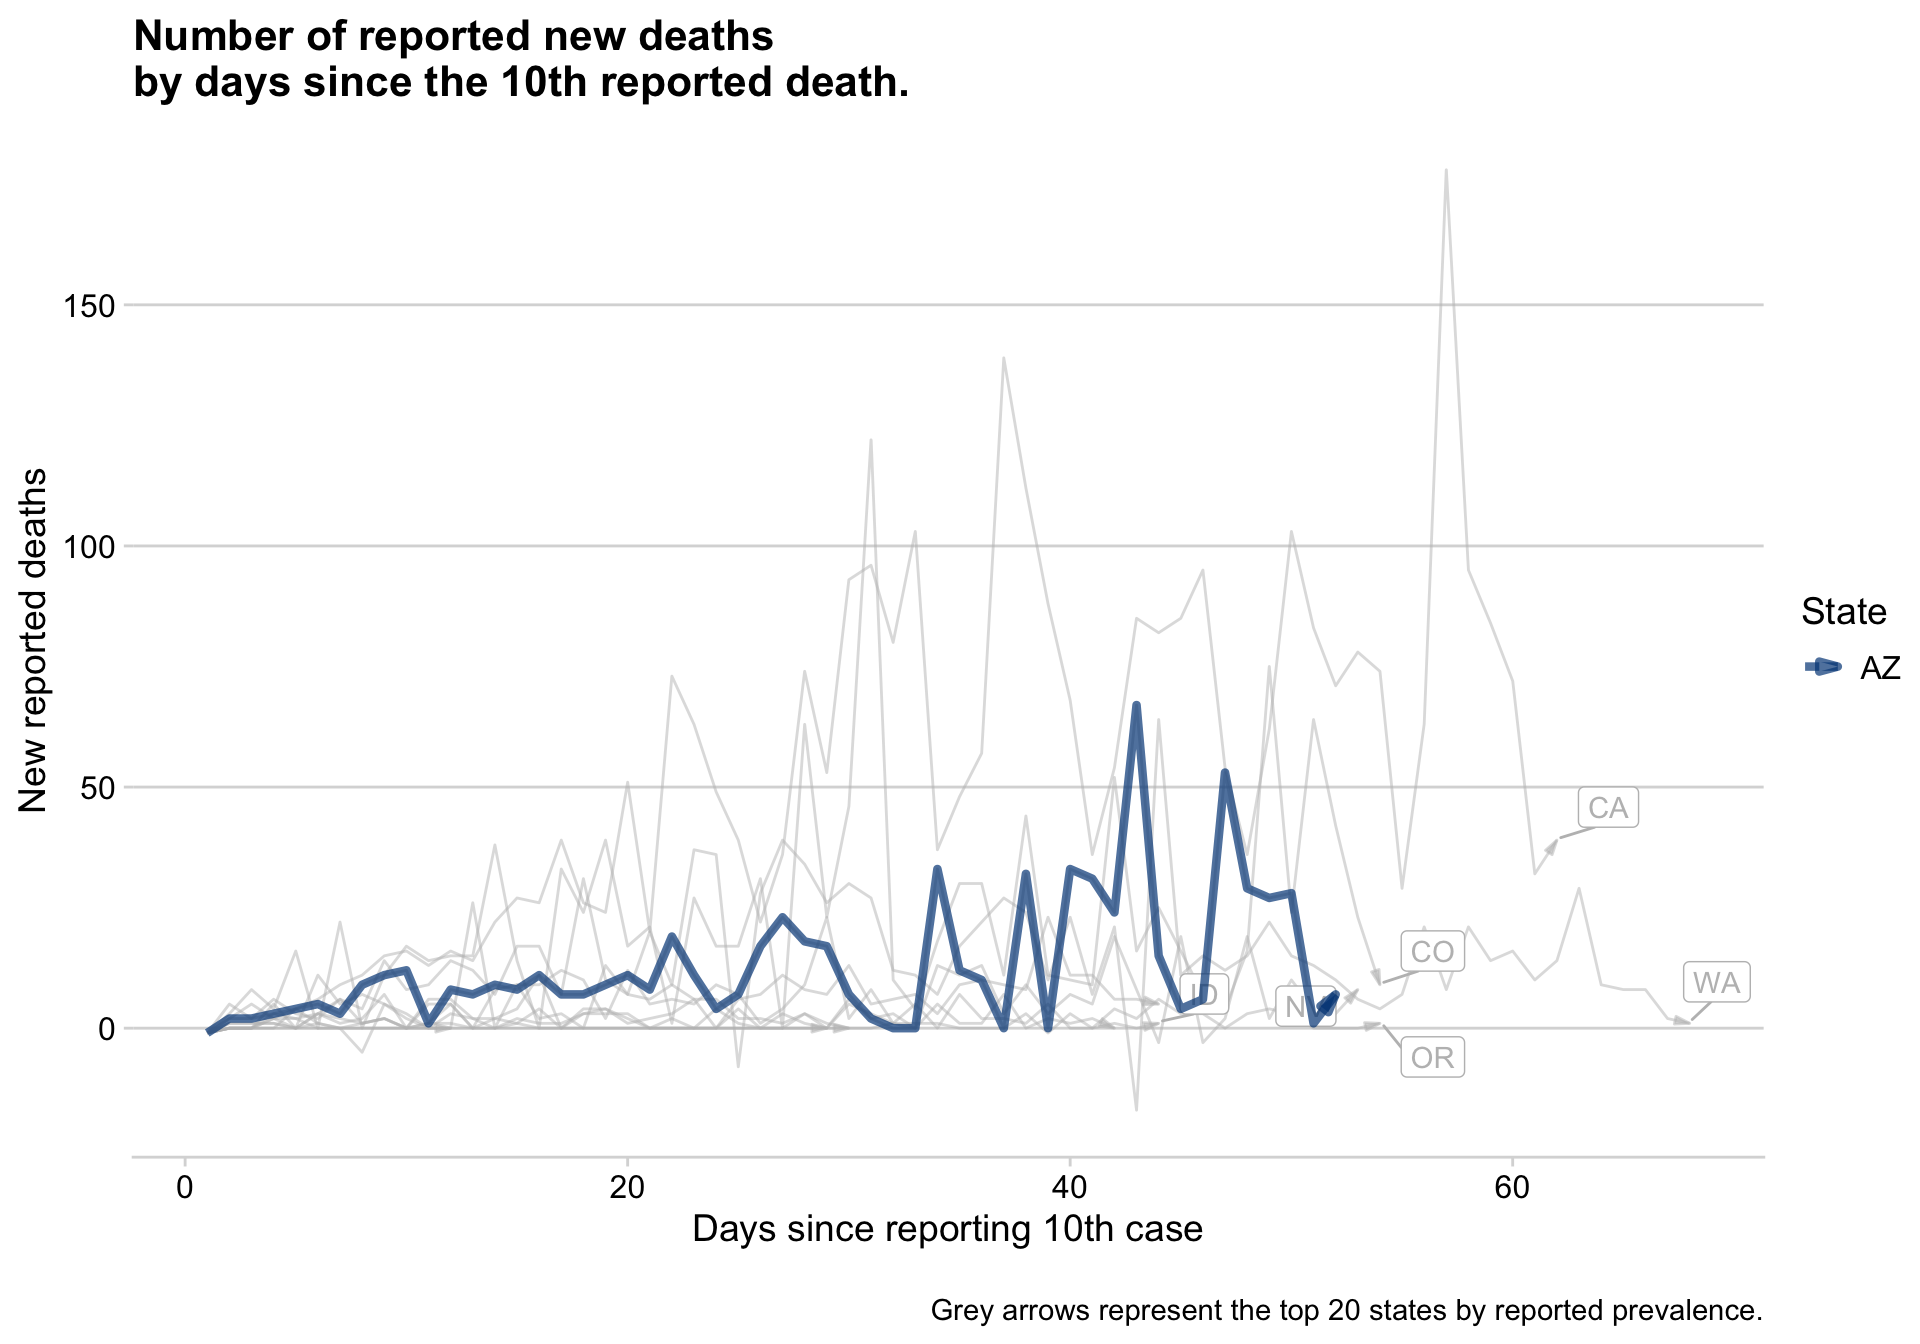 Number of reported new deaths
by days since the 10th reported death.
New reported deaths
150
100
50
0
0
20
40
60
Days since reporting 10th case
CA
CO
WA
ID
OR
State
AZ
Grey arrows represent the top 20 states by reported prevalence.